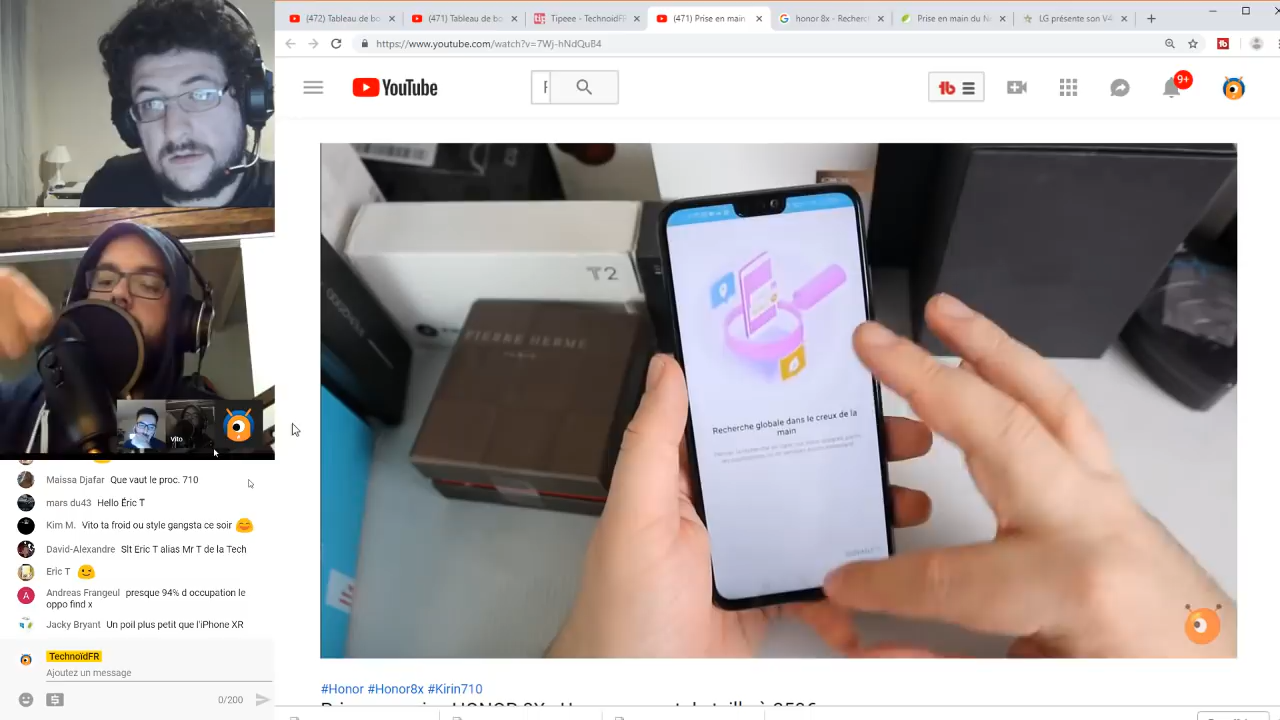 (472) Tableau de bo
(471) Tableau de bo
Tipeee - TechnoidF
(471) Prise en main
honor 8x - Recherc
Prise en main du N
LG présente son V4
https://www.youtube.com/watch?v=7Wj-hNdQuB4
YouTube
9+
T2
PIERRE HERMÉ
PARIS
Recherche globale dans le creux de la
main
vito
Maissa Djafar Que vaut le proc. 710
mars du43 Hello Éric T
Kim M. Vito ta froid ou style gangsta ce soir
David-Alexandre Slt Eric T alias Mr T de la Tech
Eric T
Andreas Frangeul presque 94% d occupation le
oppo find x
Jacky Bryant Un poil plus petit que l'iPhone XR
TechnoïdFR
Ajoutez un message
0/200
#Honor #Honor8x #Kirin710